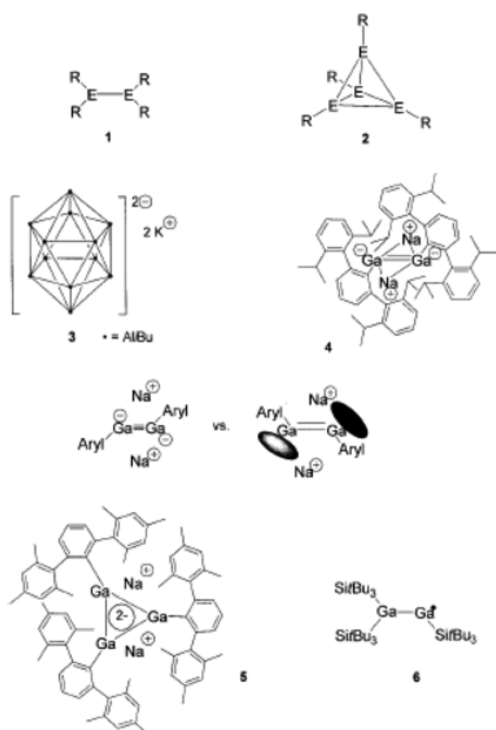 R R
E E
R R
1
R
E
R
E
E E
R R
2
2⊖
2 K⊕
3 • = AliBu
⊕
Na
⊖ ⊖
Ga Ga
Na
⊕
4
Na⊕
⊖ Aryl
Ga Ga
Aryl ⊖
Na⊕
vs.
Na⊕
Aryl
Ga Ga
Aryl
Na⊕
Na⊕
Ga
2- Ga
Ga
Na⊕
5
SitBu3
Ga Ga•
SitBu3 SitBu3
6